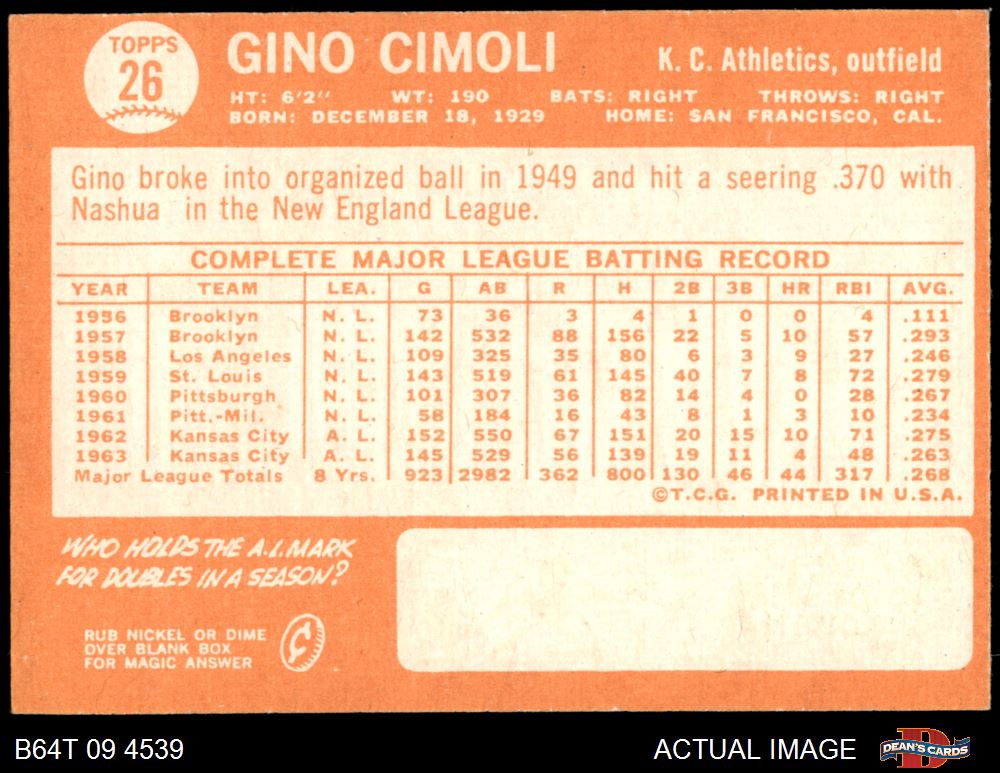 TOPPS
26
GINO CIMOLI
K. C. Athletics, outfield
HT: 6'2" WT: 190 BATS: RIGHT THROWS: RIGHT
BORN: DECEMBER 18, 1929 HOME: SAN FRANCISCO, CAL.
Gino broke into organized ball in 1949 and hit a seering .370 with
Nashua in the New England League.
COMPLETE MAJOR LEAGUE BATTING RECORD
YEAR TEAM LEA. G AB R H 2B 3B HR RBI AVG.
1956 Brooklyn N. L. 73 36 3 4 1 0 0 4 .111
1957 Brooklyn N. L. 142 532 88 156 22 5 10 57 .293
1958 Los Angeles N. L. 109 325 35 80 6 3 9 27 .246
1959 St. Louis N. L. 143 519 61 145 40 7 8 72 .279
1960 Pittsburgh N. L. 101 307 36 82 14 4 0 28 .267
1961 Pitt.-Mil. N. L. 58 184 16 43 8 1 3 10 .234
1962 Kansas City A. L. 152 550 67 151 20 15 10 71 .275
1963 Kansas City A. L. 145 529 56 139 19 11 4 48 .263
Major League Totals 8 Yrs. 923 2982 362 800 130 46 44 317 .268
©T.C.G. PRINTED IN U.S.A.
WHO HOLDS THE A.L. MARK
FOR DOUBLES IN A SEASON?
RUB NICKEL OR DIME
OVER BLANK BOX
FOR MAGIC ANSWER
B64T 09 4539
ACTUAL IMAGE
DEAN'S CARDS